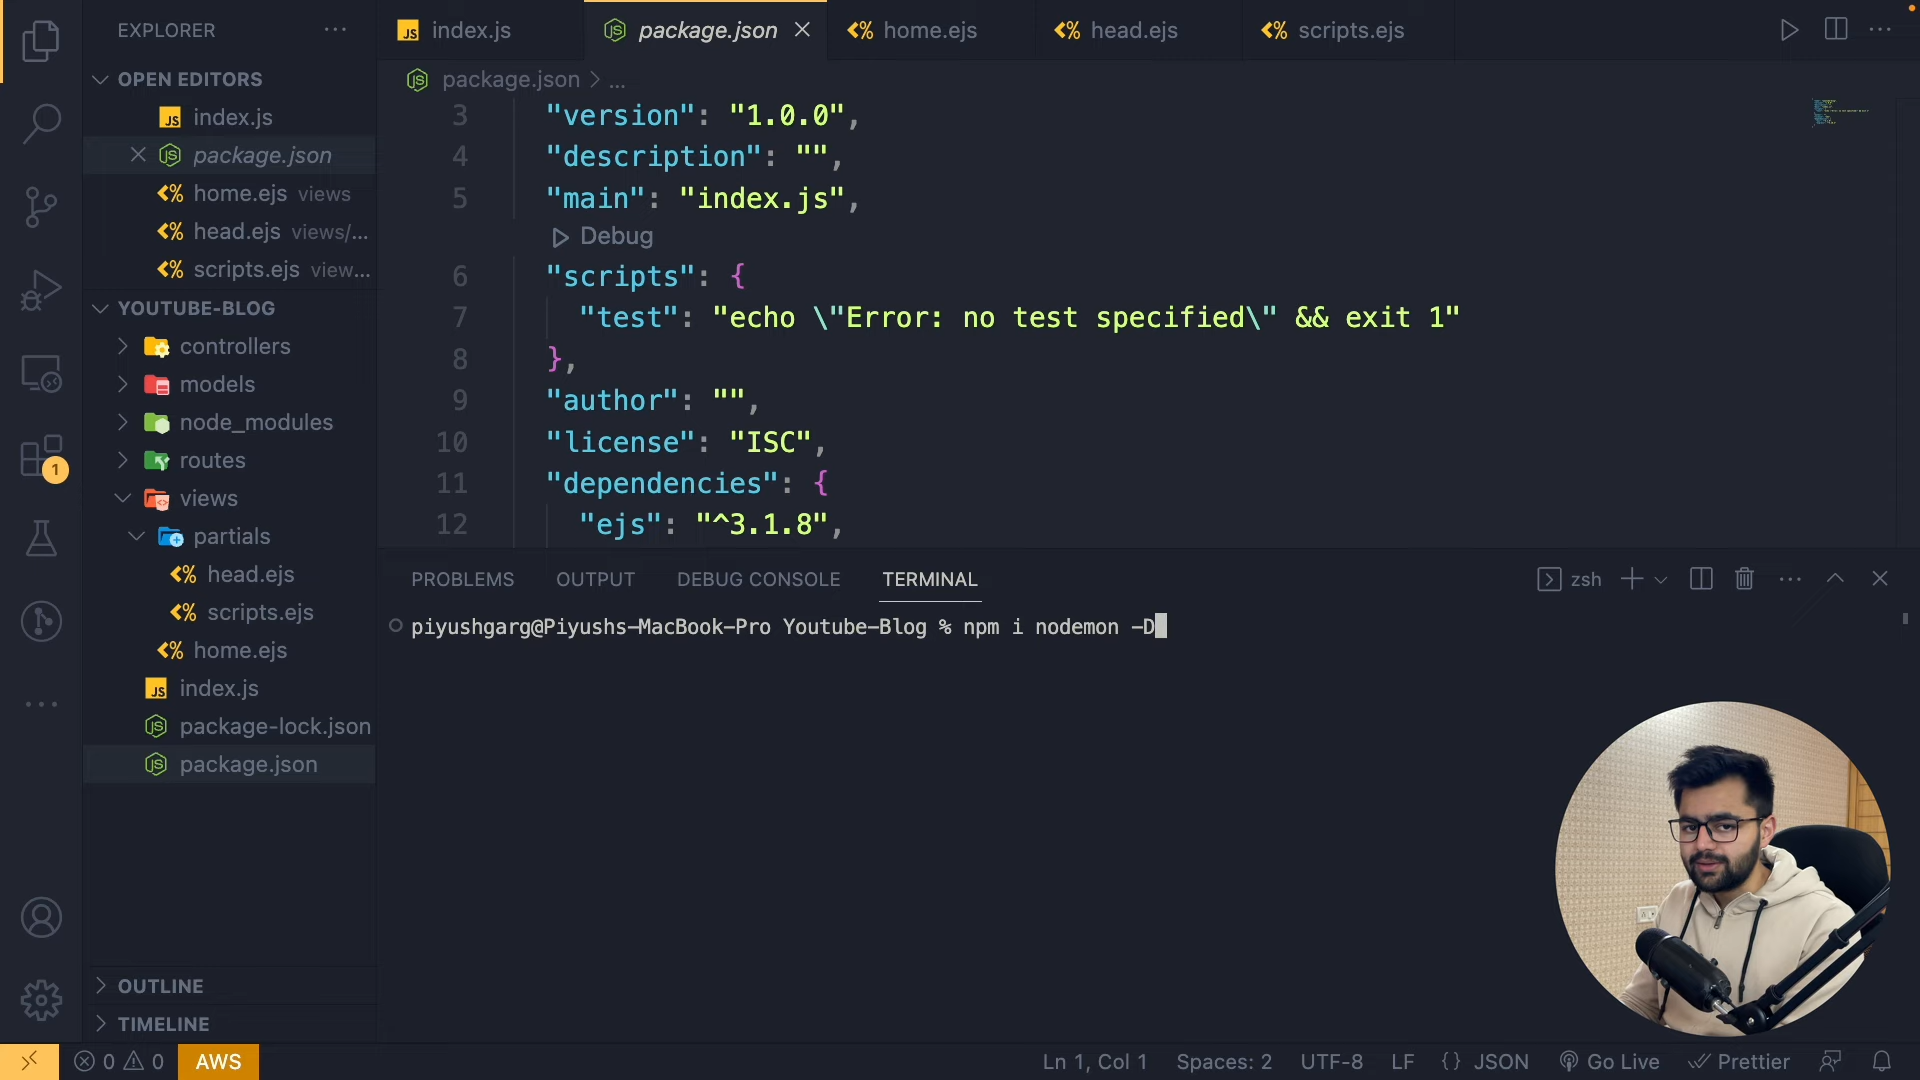 EXPLORER
OPEN EDITORS
index.js
package.json
home.ejs views
head.ejs views/...
scripts.ejs view...
YOUTUBE-BLOG
controllers
models
node_modules
routes
views
partials
head.ejs
scripts.ejs
home.ejs
index.js
package-lock.json
package.json
OUTLINE
TIMELINE
1
index.js
package.json
home.ejs
head.ejs
scripts.ejs
package.json > ...
3 "version": "1.0.0",
4 "description": "",
5 "main": "index.js",
Debug
6 "scripts": {
7 "test": "echo \"Error: no test specified\" && exit 1"
8 },
9 "author": "",
10 "license": "ISC",
11 "dependencies": {
12 "ejs": "^3.1.8",
PROBLEMS OUTPUT DEBUG CONSOLE TERMINAL
zsh
piyushgarg@Piyushs-MacBook-Pro Youtube-Blog % npm i nodemon -D
0 0 AWS
Ln 1, Col 1 Spaces: 2 UTF-8 LF {} JSON Go Live Prettier